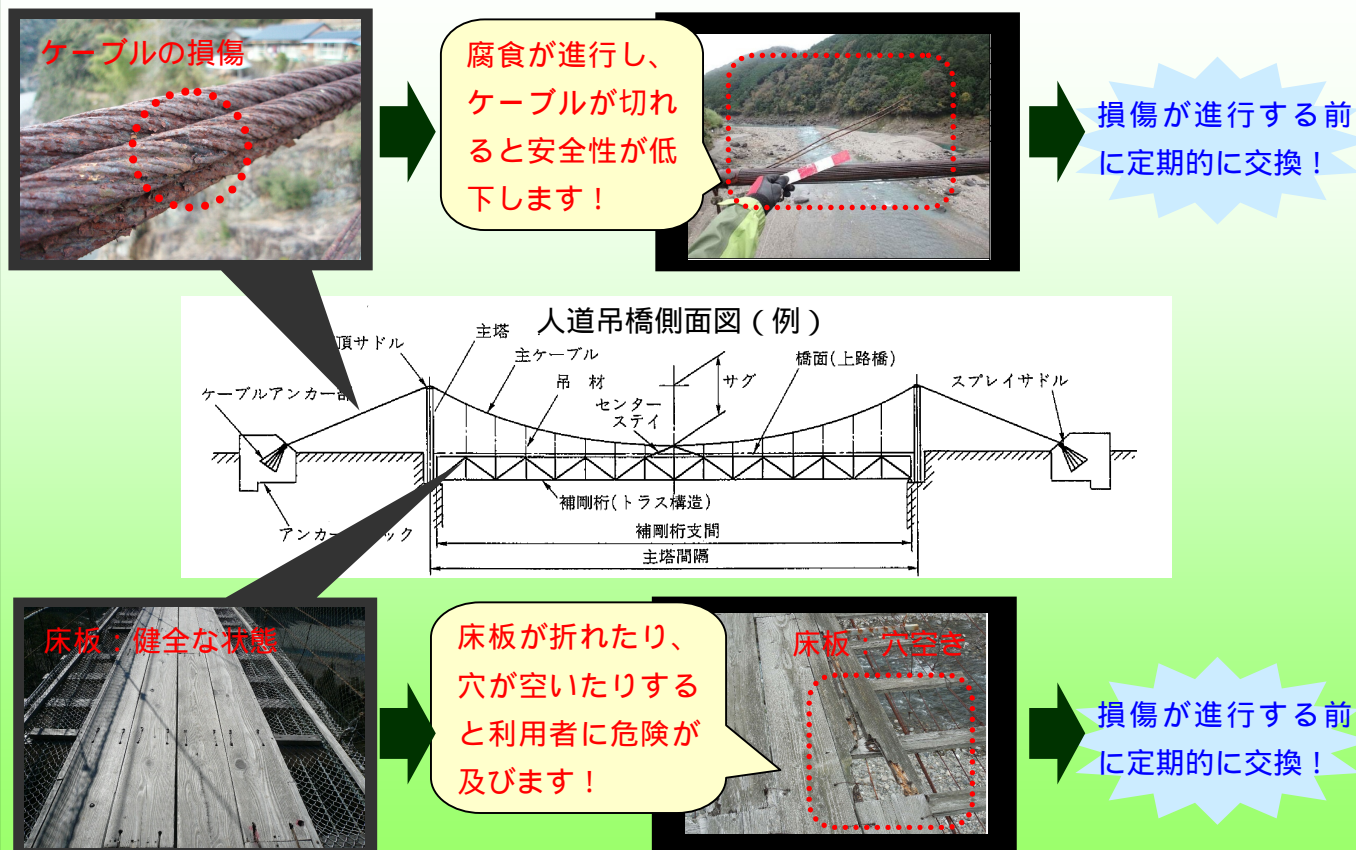 ケーブルの損傷
腐食が進行し、
ケーブルが切れ
ると安全性が低
下します！
損傷が進行する前
に定期的に交換！
人道吊橋側面図（例）
頂サドル
主塔
主ケーブル
吊 材
センター
ステイ
サグ
橋面(上路橋)
スプレイサドル
ケーブルアンカー部
補剛桁(トラス構造)
アンカー
ック
補剛桁支間
主塔間隔
床板：健全な状態
床板が折れたり、
穴が空いたりする
と利用者に危険が
及びます！
床板：穴空き
損傷が進行する前
に定期的に交換！